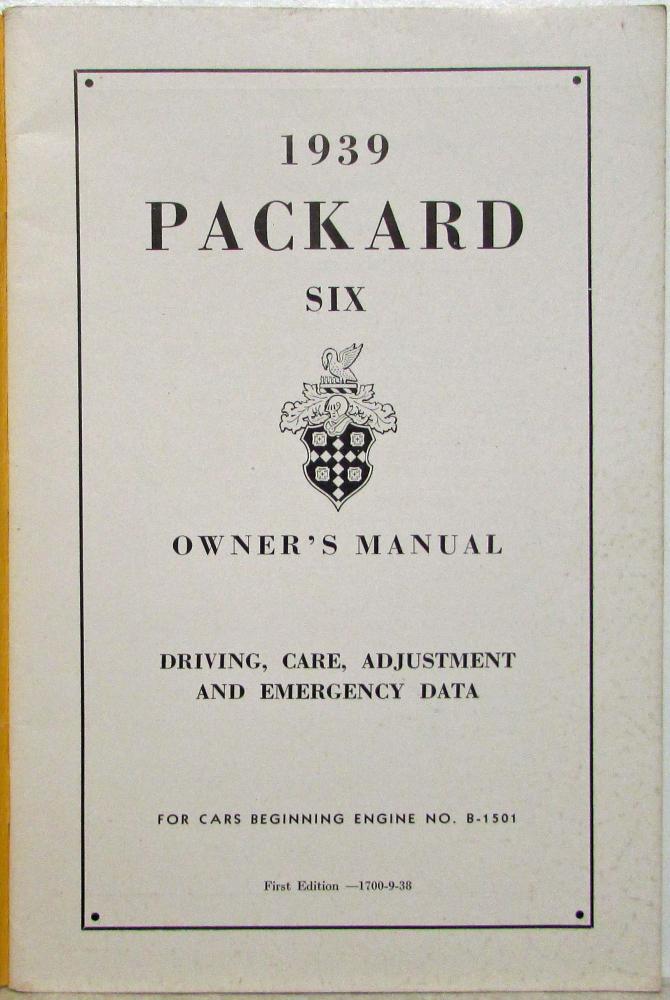 1939
PACKARD
SIX
OWNER'S MANUAL
DRIVING, CARE, ADJUSTMENT
AND EMERGENCY DATA
FOR CARS BEGINNING ENGINE NO. B-1501
First Edition —1700-9-38